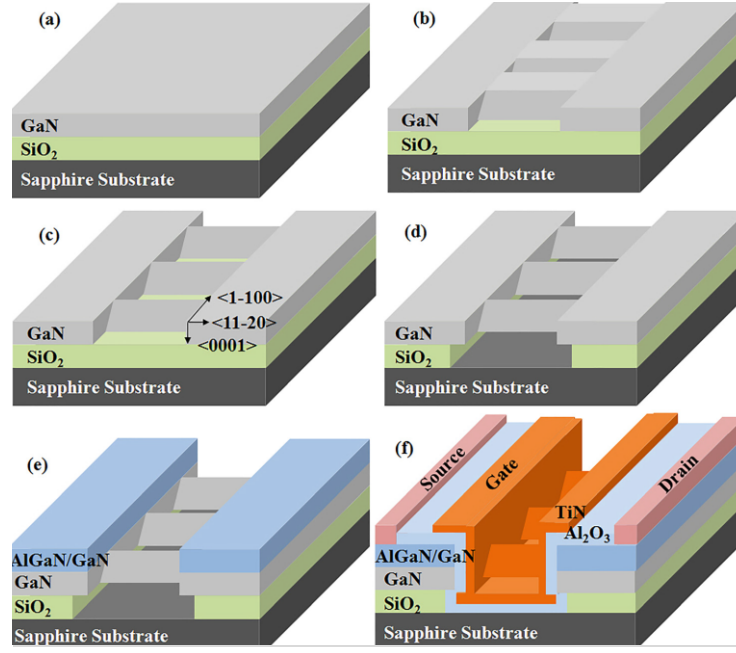 (a)
GaN
SiO₂
Sapphire Substrate
(b)
GaN
SiO₂
Sapphire Substrate
(c)
<1-100>
<11-20>
<0001>
GaN
SiO₂
Sapphire Substrate
(d)
GaN
SiO₂
Sapphire Substrate
(e)
AlGaN/GaN
GaN
SiO₂
Sapphire Substrate
(f)
Source
Gate
Drain
TiN
Al₂O₃
AlGaN/GaN
GaN
SiO₂
Sapphire Substrate